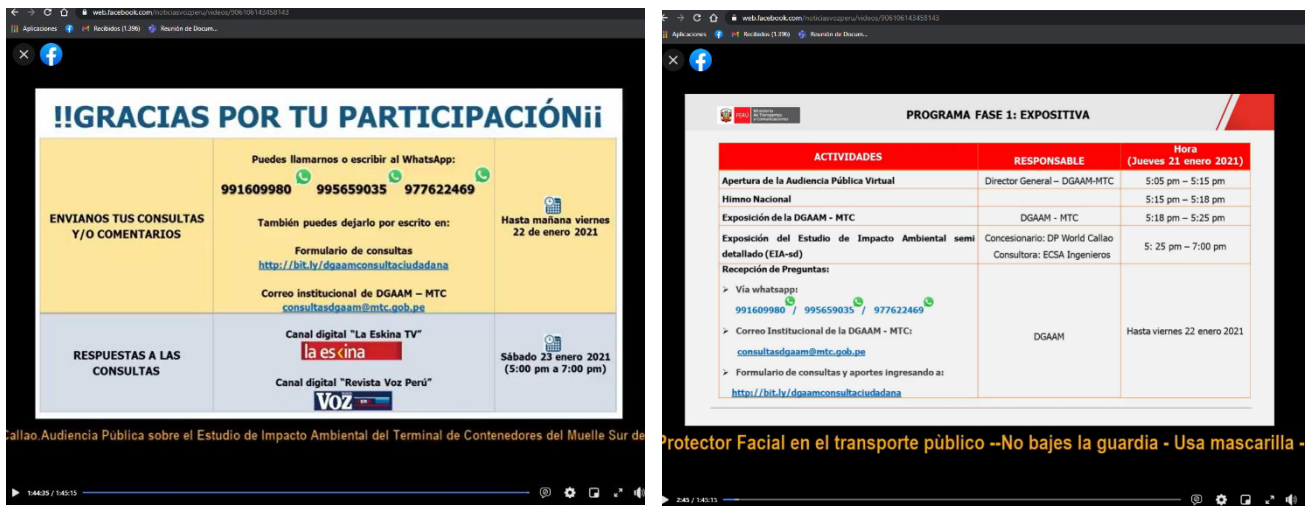 web.facebook.com/noticiasvozperu/videos/906106143458143
Aplicaciones
Recibidos (1.396)
Reunión de Docum...
!!GRACIAS POR TU PARTICIPACIÓN¡¡
ENVIANOS TUS CONSULTAS
Y/O COMENTARIOS
Puedes llamarnos o escribir al WhatsApp:
991609980 995659035 977622469
También puedes dejarlo por escrito en:
Formulario de consultas
http://bit.ly/dgaamconsultaciudadana
Correo institucional de DGAAM – MTC
consultasdgaam@mtc.gob.pe
Hasta mañana viernes
22 de enero 2021
RESPUESTAS A LAS
CONSULTAS
Canal digital "La Eskina TV"
la eskina
Canal digital "Revista Voz Perú"
VOZ
Sábado 23 enero 2021
(5:00 pm a 7:00 pm)
Callao.Audiencia Pública sobre el Estudio de Impacto Ambiental del Terminal de Contenedores del Muelle Sur de
1:44:35 / 1:45:15
web.facebook.com/noticiasvozperu/videos/906106143458143
Aplicaciones
Recibidos (1.396)
Reunión de Docum...
PERÚ Ministerio de Transportes y Comunicaciones
PROGRAMA FASE 1: EXPOSITIVA
ACTIVIDADES RESPONSABLE Hora
(Jueves 21 enero 2021)
Apertura de la Audiencia Pública Virtual Director General – DGAAM-MTC 5:05 pm – 5:15 pm
Himno Nacional 5:15 pm – 5:18 pm
Exposición de la DGAAM - MTC DGAAM - MTC 5:18 pm – 5:25 pm
Exposición del Estudio de Impacto Ambiental semi
detallado (EIA-sd)
Concesionario: DP World Callao
Consultora: ECSA Ingenieros
5: 25 pm – 7:00 pm
Recepción de Preguntas:
➢ Vía whatsapp:
991609980 / 995659035 / 977622469
➢ Correo Institucional de la DGAAM - MTC:
consultasdgaam@mtc.gob.pe
➢ Formulario de consultas y aportes ingresando a:
http://bit.ly/dgaamconsultaciudadana
DGAAM
Hasta viernes 22 enero 2021
Protector Facial en el transporte pùblico --No bajes la guardia - Usa mascarilla -
2:45 / 1:45:15